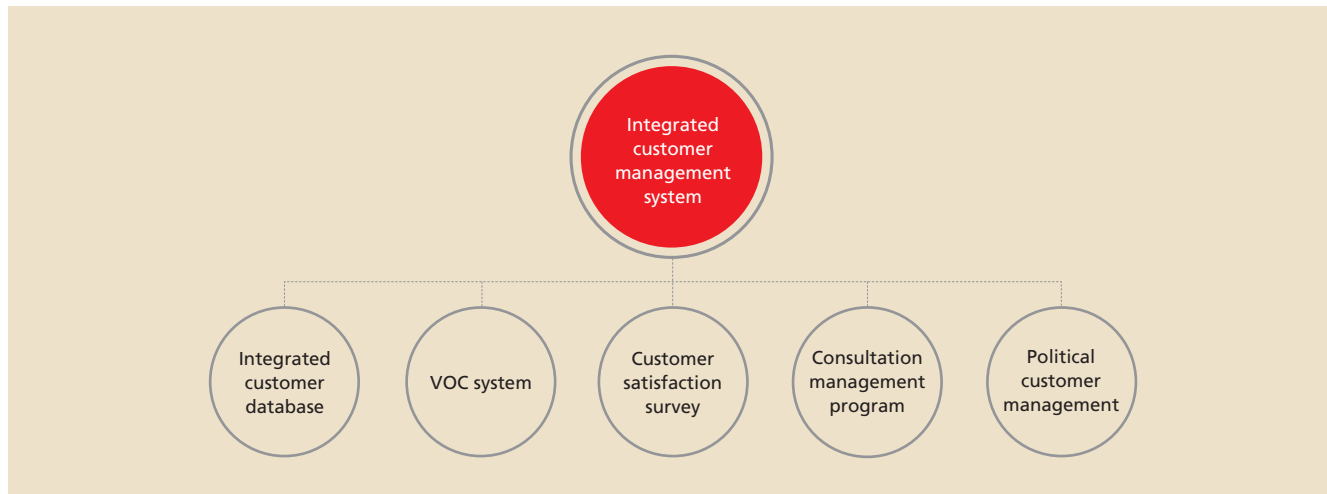 Integrated
customer
management
system
Integrated
customer
database
VOC system
Customer
satisfaction
survey
Consultation
management
program
Political
customer
management